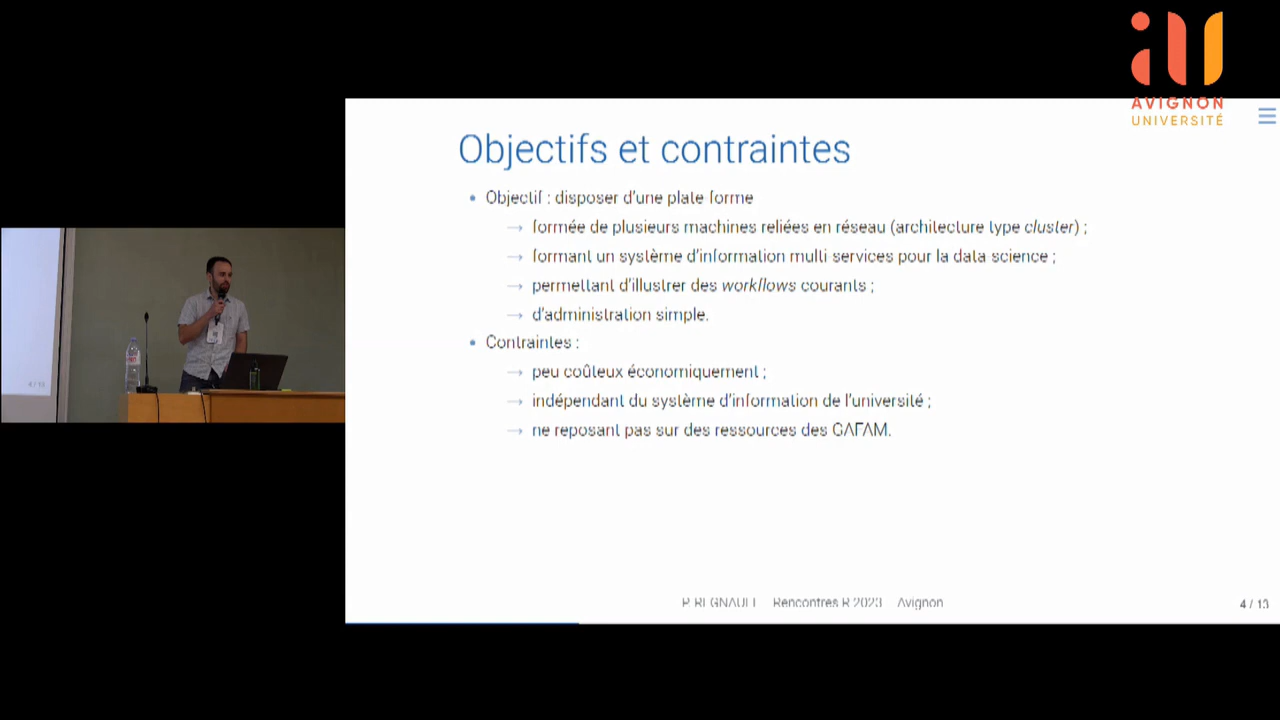 AVIGNON
UNIVERSITÉ
Objectifs et contraintes
• Objectif : disposer d'une plate forme
→ formée de plusieurs machines reliées en réseau (architecture type cluster) ;
→ formant un système d'information multi services pour la data science ;
→ permettant d'illustrer des workflows courants ;
→ d'administration simple.
• Contraintes :
→ peu coûteux économiquement ;
→ indépendant du système d'information de l'université ;
→ ne reposant pas sur des ressources des GAFAM.
P. REGNAULT Rencontres R 2023 Avignon
4 / 13
4 / 13